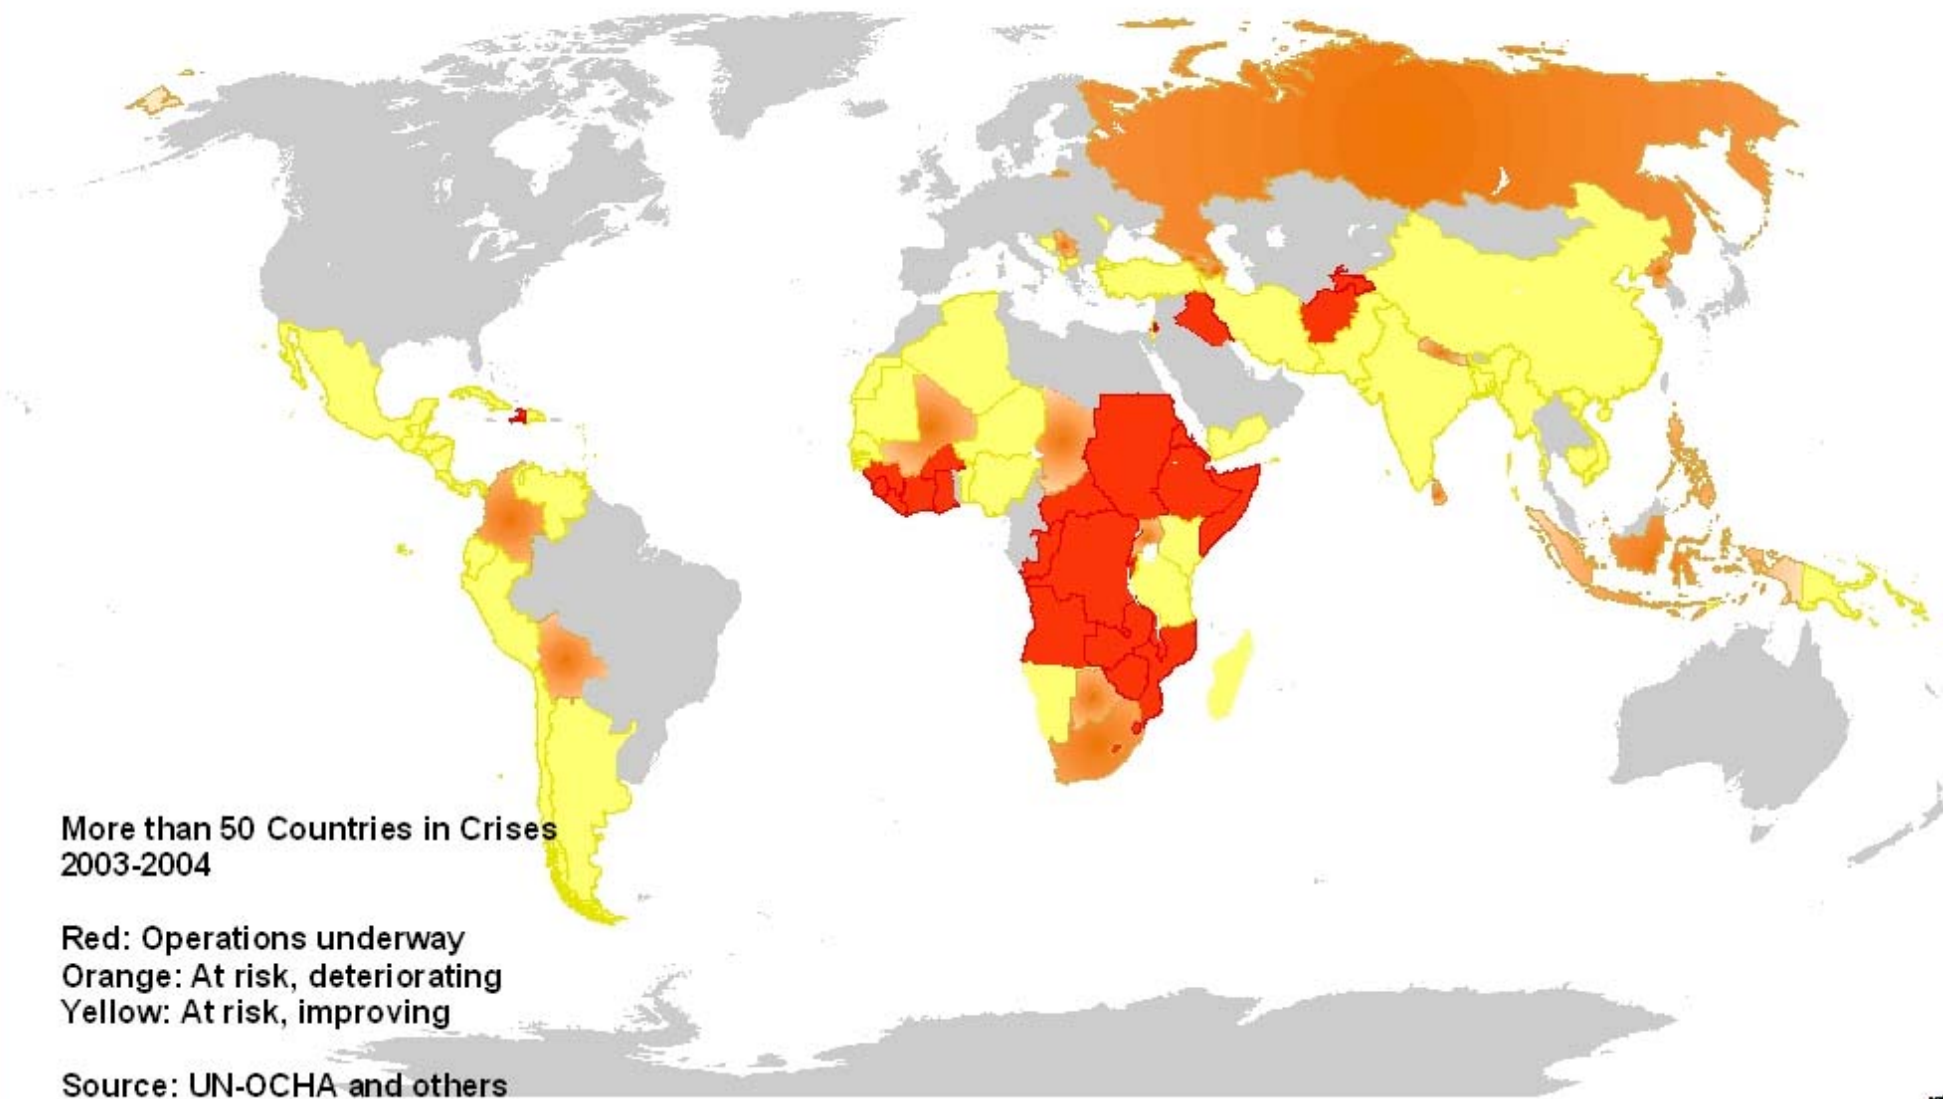 More than 50 Countries in Crises
2003-2004
Red: Operations underway
Orange: At risk, deteriorating
Yellow: At risk, improving
Source: UN-OCHA and others